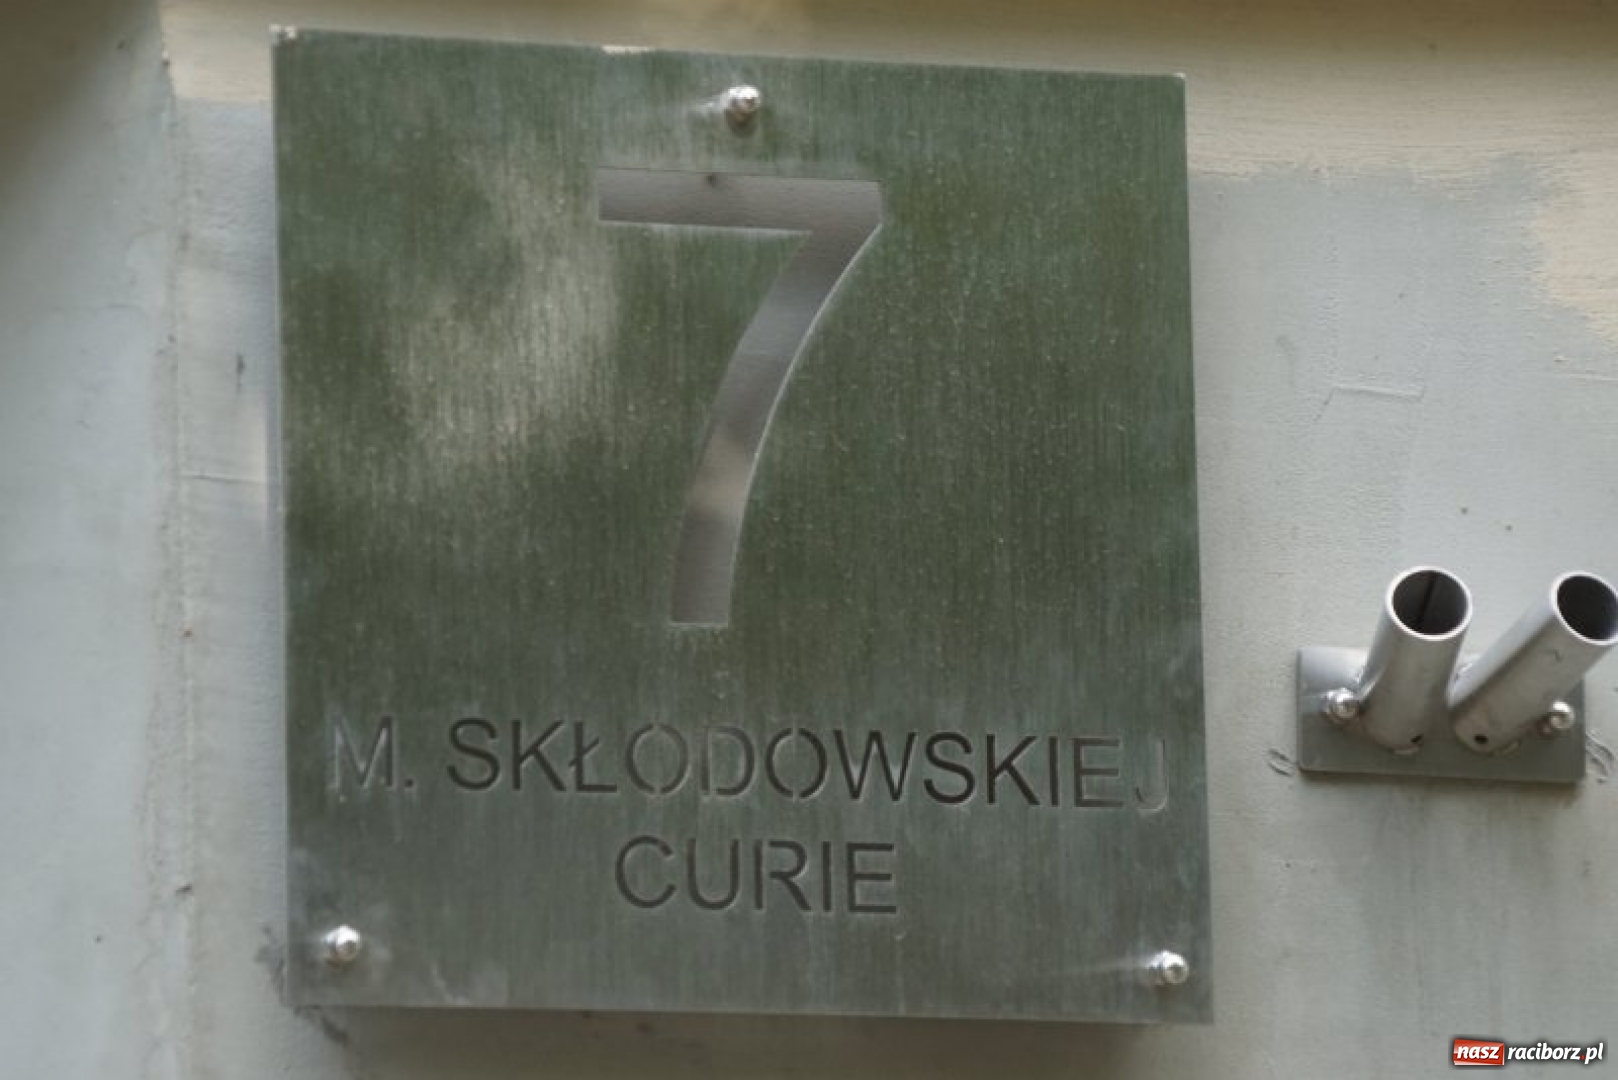 7
M. SKŁODOWSKIEJ
CURIE
nasz raciborz.pl